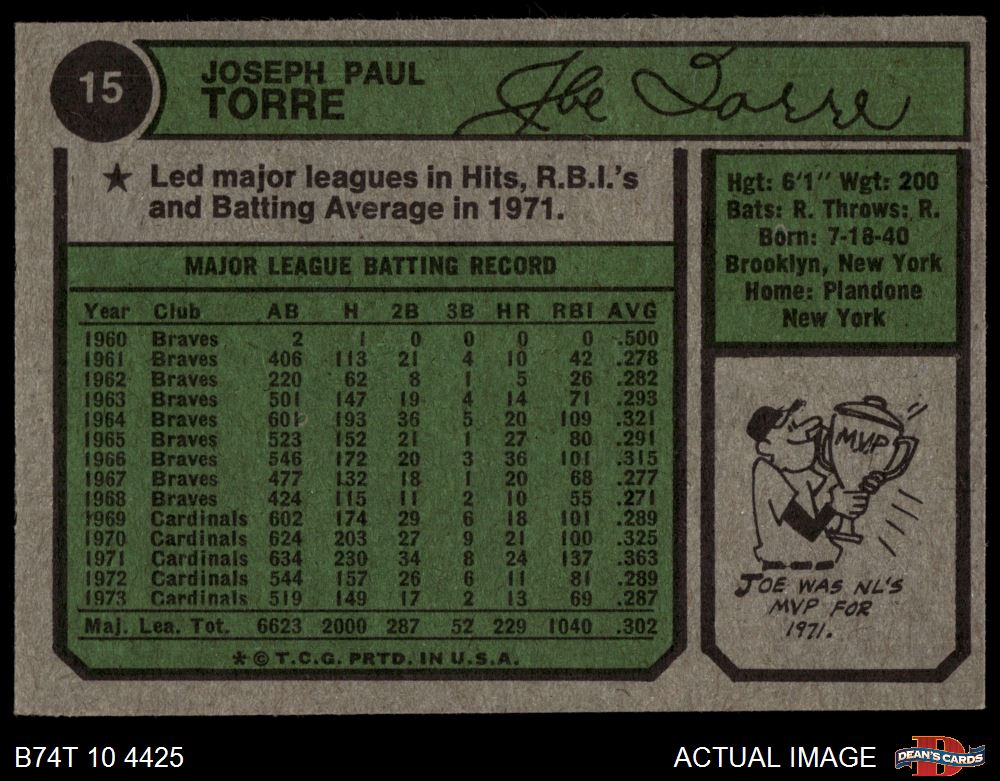 15
JOSEPH PAUL
TORRE
Joe Torre
★ Led major leagues in Hits, R.B.I.'s
and Batting Average in 1971.
MAJOR LEAGUE BATTING RECORD
Year Club AB H 2B 3B HR RBI AVG
1960 Braves 2 1 0 0 0 0 .500
1961 Braves 406 113 21 4 10 42 .278
1962 Braves 220 62 8 1 5 26 .282
1963 Braves 501 147 19 4 14 71 .293
1964 Braves 601 193 36 5 20 109 .321
1965 Braves 523 152 21 1 27 80 .291
1966 Braves 546 172 20 3 36 101 .315
1967 Braves 477 132 18 1 20 68 .277
1968 Braves 424 115 11 2 10 55 .271
1969 Cardinals 602 174 29 6 18 101 .289
1970 Cardinals 624 203 27 9 21 100 .325
1971 Cardinals 634 230 34 8 24 137 .363
1972 Cardinals 544 157 26 6 11 81 .289
1973 Cardinals 519 149 17 2 13 69 .287
Maj. Lea. Tot. 6623 2000 287 52 229 1040 .302
* © T.C.G. PRTD. IN U.S.A.
Hgt: 6'1" Wgt: 200
Bats: R. Throws: R.
Born: 7-18-40
Brooklyn, New York
Home: Plandone
New York
MVP
JOE WAS NL'S
MVP FOR
1971.
B74T 10 4425
ACTUAL IMAGE
D
DEAN'S CARDS